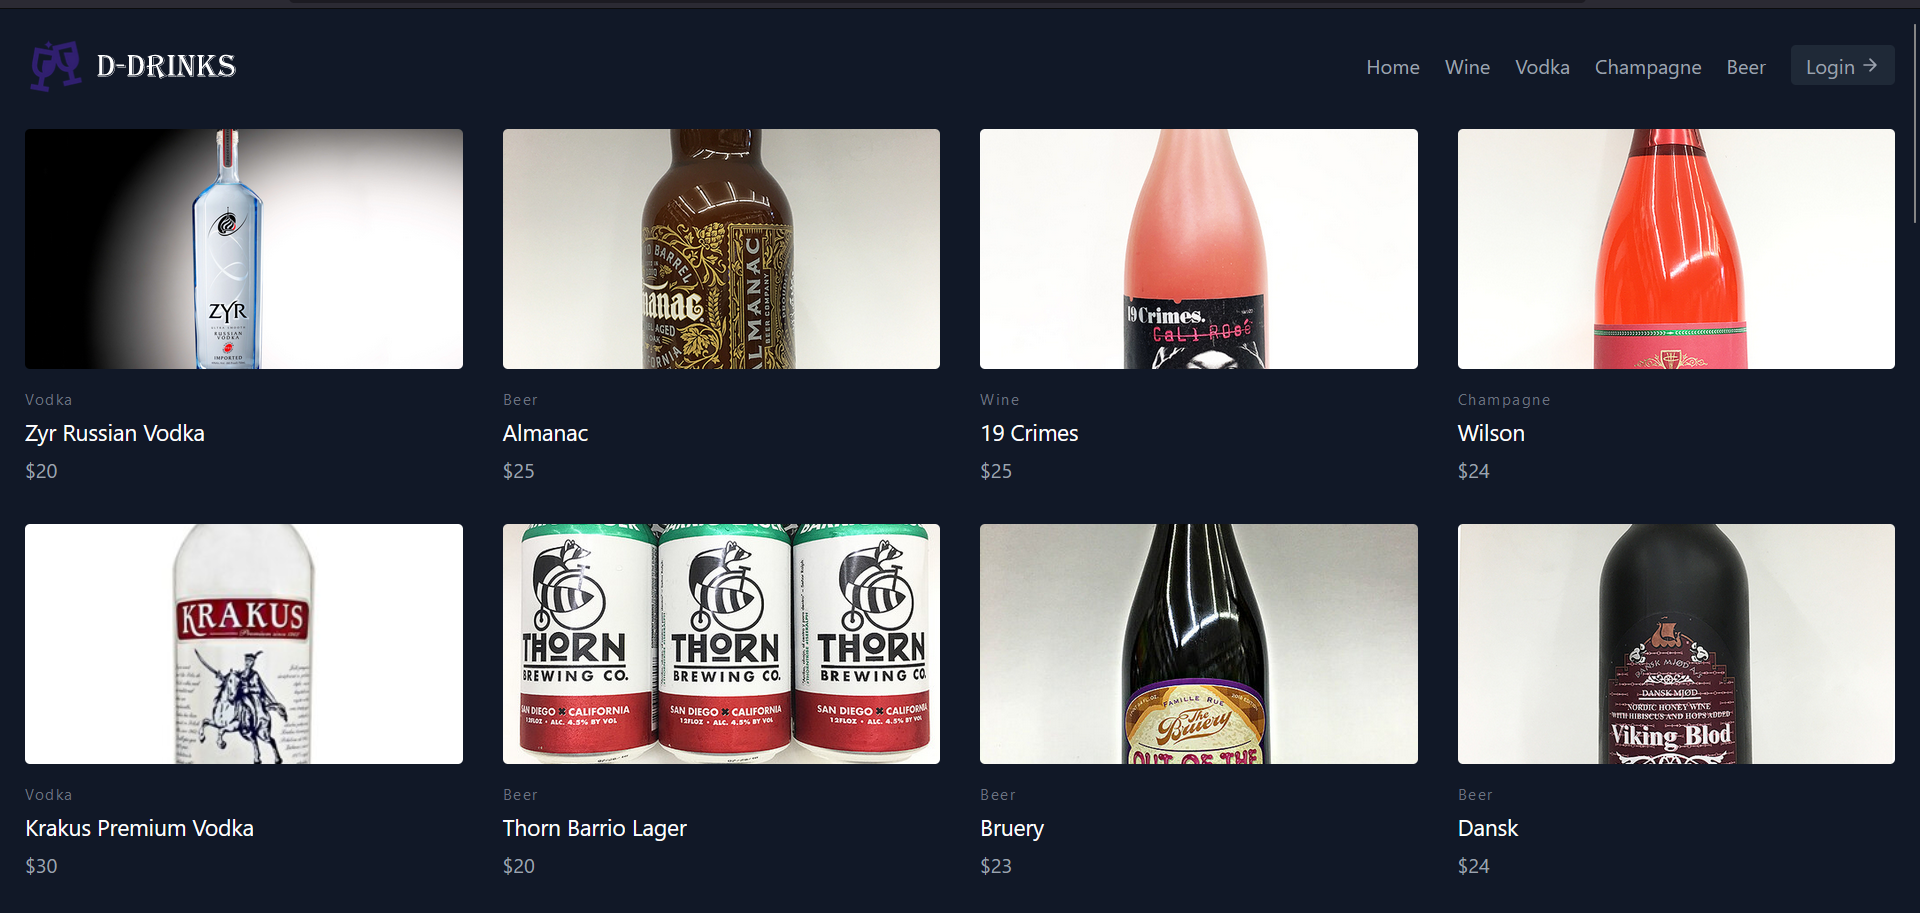 D-DRINKS
Home
Wine
Vodka
Champagne
Beer
Login →
ZYR
RUSSIAN
VODKA
IMPORTED
BARREL
manac.
AGED
OAK
ALMANAC
BEER COMPANY
19 Crimes.
CALI ROSÉ
Vodka
Zyr Russian Vodka
$20
Beer
Almanac
$25
Wine
19 Crimes
$25
Champagne
Wilson
$24
KRAKUS
THORN
BREWING CO.
SAN DIEGO CALIFORNIA
12FLOZ • ALC. 4.5% BY VOL
THORN
BREWING CO.
SAN DIEGO CALIFORNIA
12FLOZ • ALC. 4.5% BY VOL
THORN
BREWING CO.
SAN DIEGO CALIFORNIA
12FLOZ • ALC. 4.5% BY VOL
FAMILLE RUE
The
Bruery
OUT OF THE
DANSK MJØD
DANSK MJØD
NORDIC HONEY WINE
WITH HIBISCUS AND HOPS ADDED
Viking Blod
Vodka
Krakus Premium Vodka
$30
Beer
Thorn Barrio Lager
$20
Beer
Bruery
$23
Beer
Dansk
$24